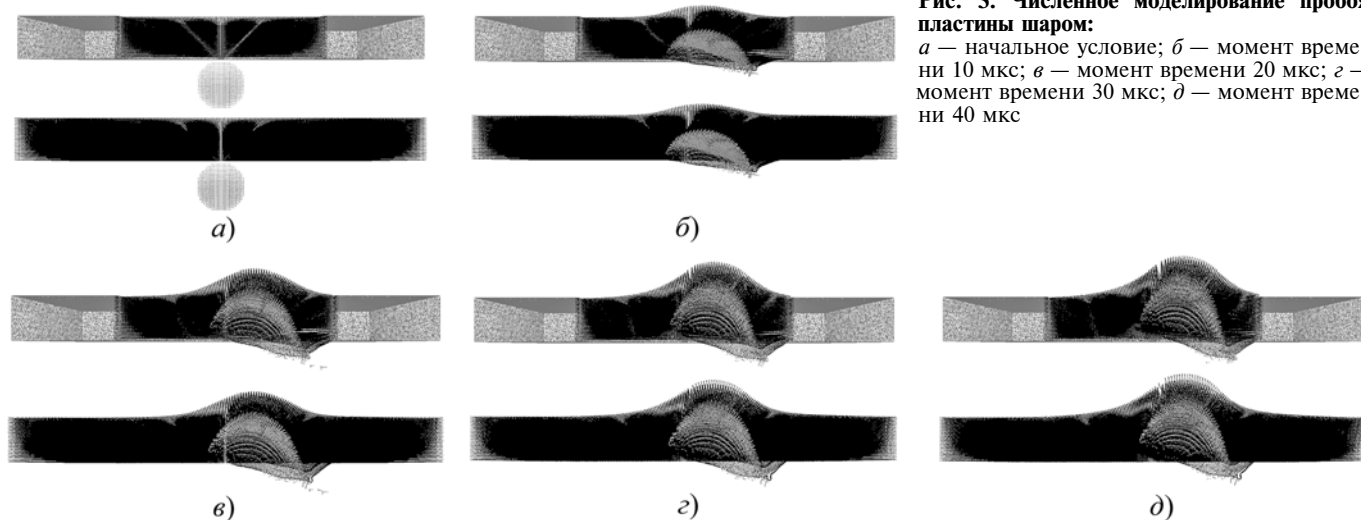 Рис. 3. Численное моделирование пробоя
пластины шаром:
а — начальное условие; б — момент време-
ни 10 мкс; в — момент времени 20 мкс; г —
момент времени 30 мкс; д — момент време-
ни 40 мкс
а)
б)
в)
г)
д)